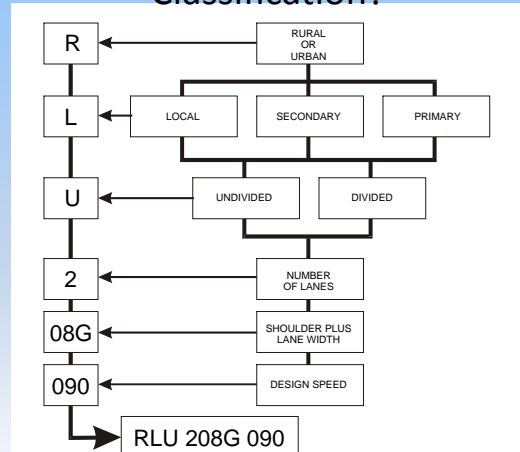 Classification?
R
RURAL
OR
URBAN
L
LOCAL
SECONDARY
PRIMARY
U
UNDIVIDED
DIVIDED
2
NUMBER
OF LANES
08G
SHOULDER PLUS
LANE WIDTH
090
DESIGN SPEED
RLU 208G 090